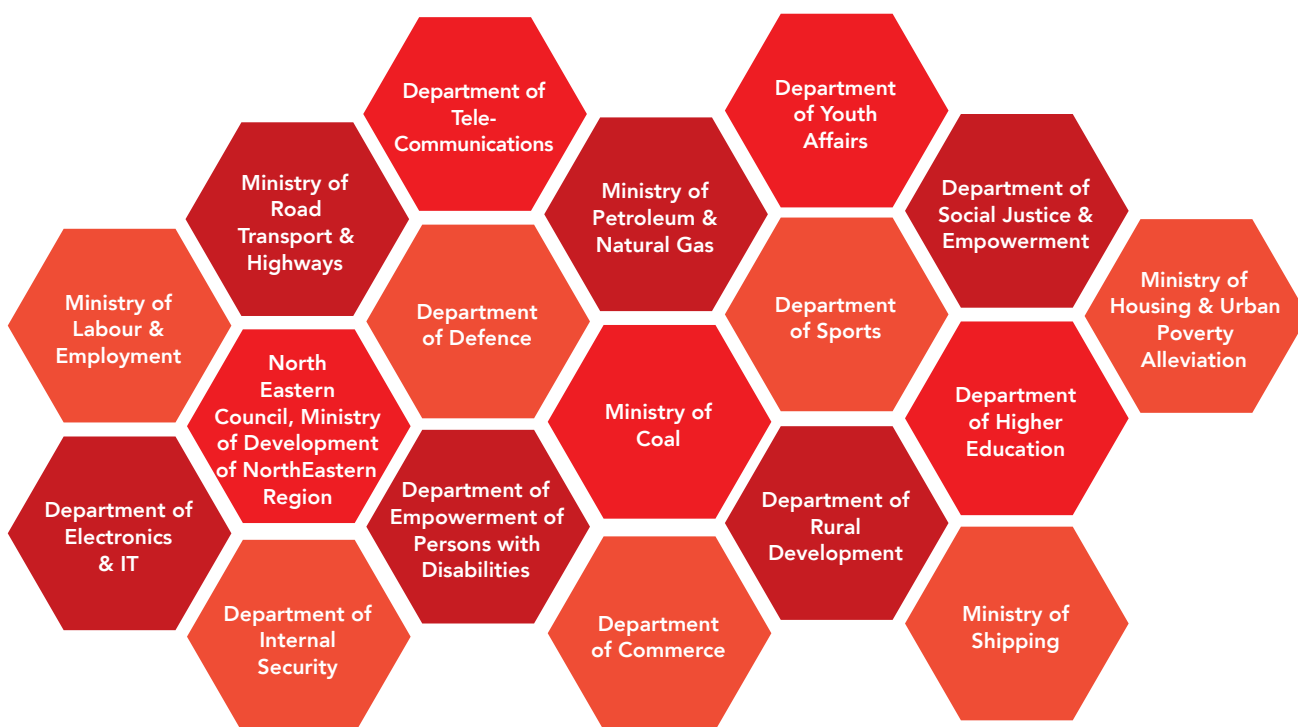 Department of
Tele-
Communications
Department
of Youth
Affairs
Ministry of
Road
Transport &
Highways
Ministry of
Petroleum &
Natural Gas
Department of
Social Justice &
Empowerment
Ministry of
Labour &
Employment
Department
of Defence
Department
of Sports
Ministry of
Housing & Urban
Poverty
Alleviation
North
Eastern
Council, Ministry
of Development
of NorthEastern
Region
Ministry of
Coal
Department
of Higher
Education
Department of
Electronics
& IT
Department of
Empowerment of
Persons with
Disabilities
Department of
Rural
Development
Department of
Internal
Security
Department
of Commerce
Ministry of
Shipping